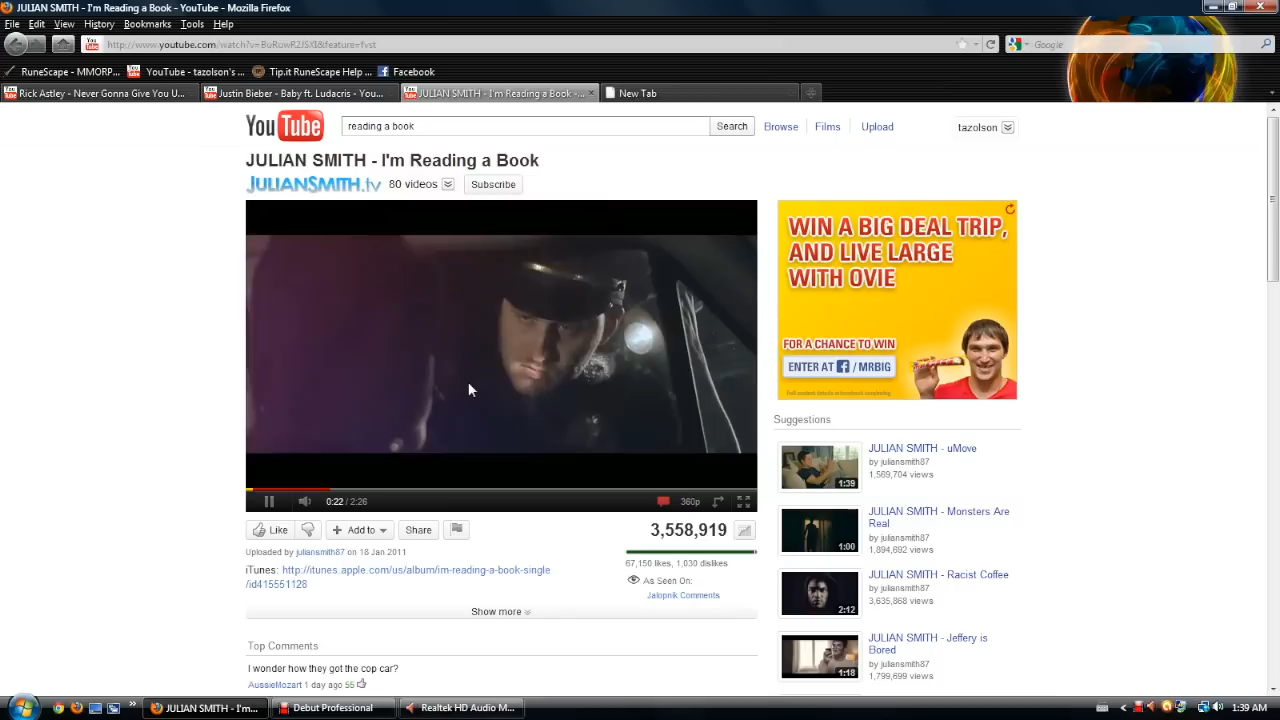 JULIAN SMITH - I'm Reading a Book - YouTube - Mozilla Firefox
File Edit View History Bookmarks Tools Help
Google
RuneScape - MMORP... YouTube - tazolson's ... Tip.it RuneScape Help ... Facebook
Rick Astley - Never Gonna Give You U... Justin Bieber - Baby ft. Ludacris - You... JULIAN SMITH - I'm Reading a Book -... New Tab
YouTube reading a book Search Browse Films Upload tazolson
JULIAN SMITH - I'm Reading a Book
JULIANSMITH.tv 80 videos Subscribe
WIN A BIG DEAL TRIP,
AND LIVE LARGE
WITH OVIE
FOR A CHANCE TO WIN
ENTER AT f / MRBIG
0:22 / 2:26 360p
Like Add to Share 3,558,919
Uploaded by juliansmith87 on 18 Jan 2011
67,150 likes, 1,030 dislikes
iTunes: http://itunes.apple.com/us/album/im-reading-a-book-single
/id415551128
As Seen On:
Jalopnik Comments
Show more
Top Comments
I wonder how they got the cop car?
AussieMozart 1 day ago 55
Suggestions
JULIAN SMITH - uMove
by juliansmith87
1,569,704 views
1:39
JULIAN SMITH - Monsters Are
Real
by juliansmith87
1,894,692 views
1:00
JULIAN SMITH - Racist Coffee
by juliansmith87
3,635,868 views
2:12
JULIAN SMITH - Jeffery is
Bored
by juliansmith87
1,799,699 views
1:18
JULIAN SMITH - I'm... Debut Professional Realtek HD Audio M... 1:39 AM